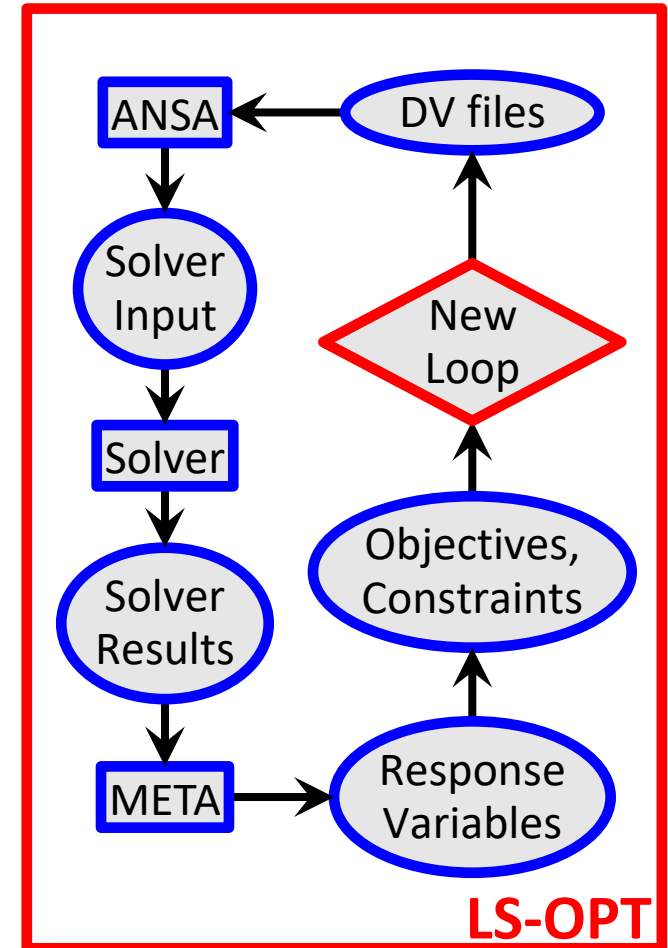 ANSA
DV files
Solver
Input
New
Loop
Solver
Objectives,
Constraints
Solver
Results
META
Response
Variables
LS-OPT